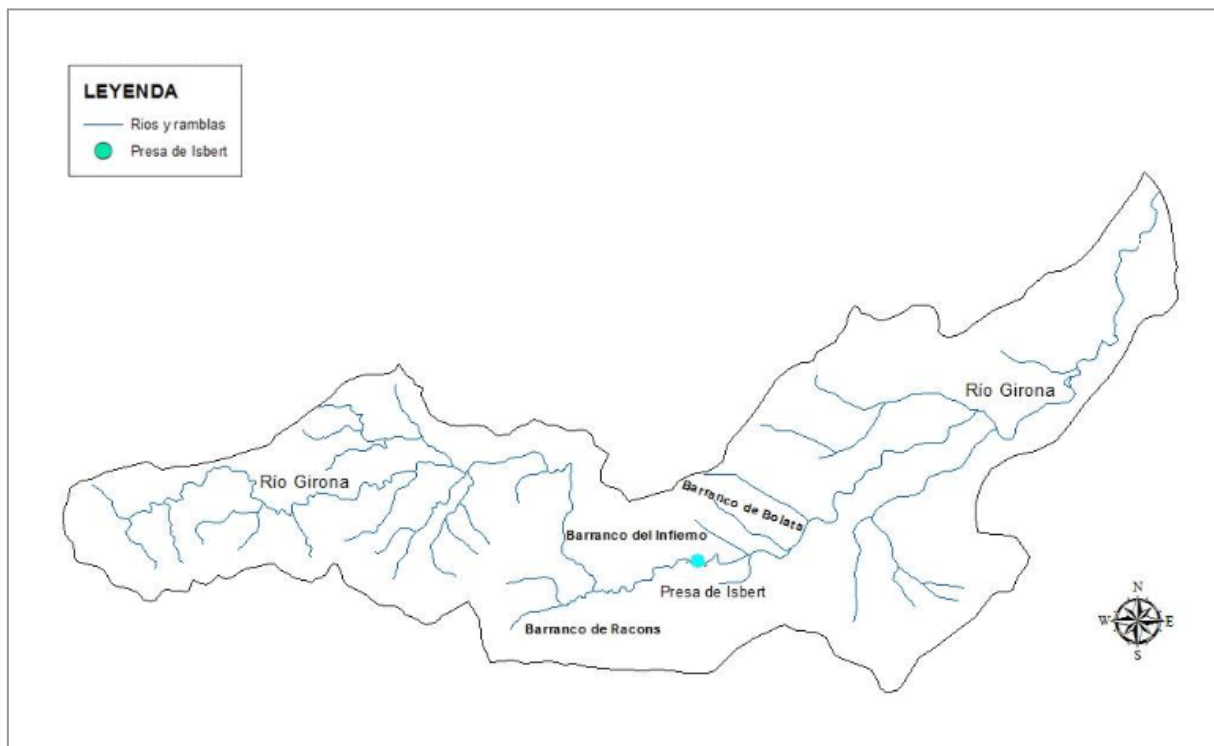 LEYENDA
Rios y ramblas
Presa de Isbert
Río Girona
Río Girona
Barranco de Bolata
Barranco del Infierno
Presa de Isbert
Barranco de Racons
N
W
E
S